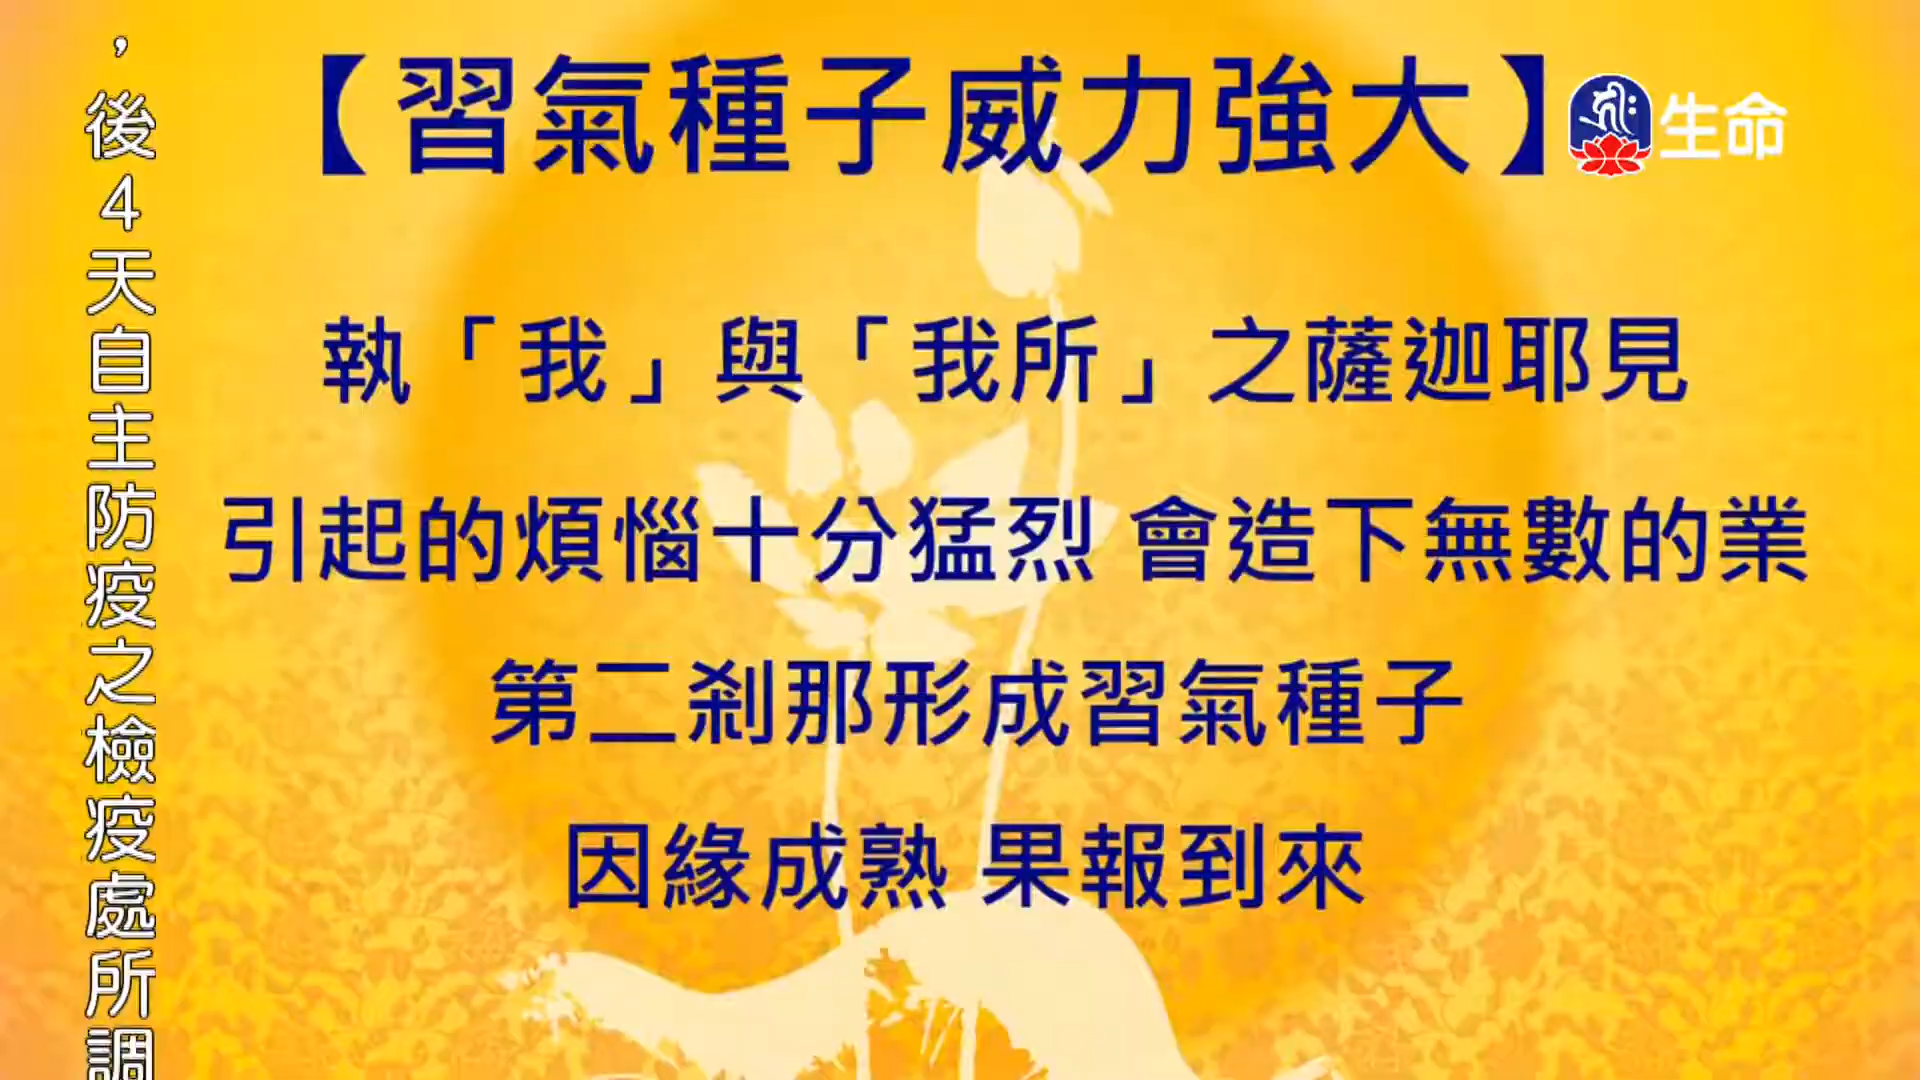 【習氣種子威力強大】
生命
執「我」與「我所」之薩迦耶見
引起的煩惱十分猛烈 會造下無數的業
第二剎那形成習氣種子
因緣成熟 果報到來
，後4天自主防疫之檢疫處所調